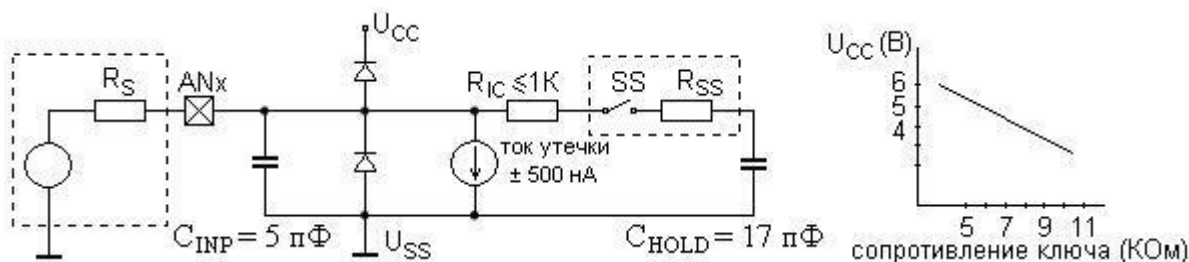 U_CC
R_S
ANx
R_IC ≤1К
SS
R_SS
ток утечки
± 500 нА
C_INP = 5 пФ
U_SS
C_HOLD = 17 пФ
U_CC (В)
6
5
4
5 7 9 11
сопротивление ключа (КОм)